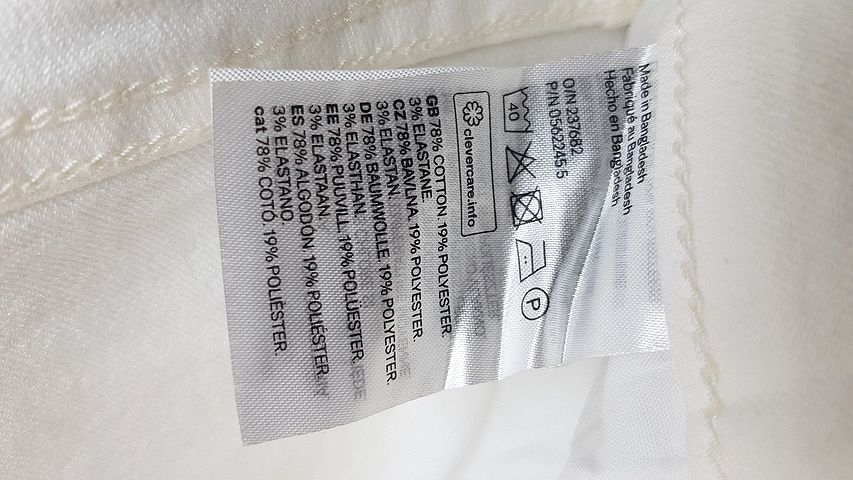 Made in Bangladesh
Fabriqué au Bangladesh
Hecho en Bangladesh
O/N 237682
P/N 0562245 5
40
P
clevercare.info
GB 78% COTTON. 19% POLYESTER.
3% ELASTANE.
CZ 78% BAVLNA. 19% POLYESTER.
3% ELASTAN.
DE 78% BAUMWOLLE. 19% POLYESTER.
3% ELASTHAN.
EE 78% PUUVILL. 19% POLÜESTER.
3% ELASTAAN.
ES 78% ALGODÓN. 19% POLIÉSTER.
3% ELASTANO.
cat 78% COTÓ. 19% POLIÈSTER.